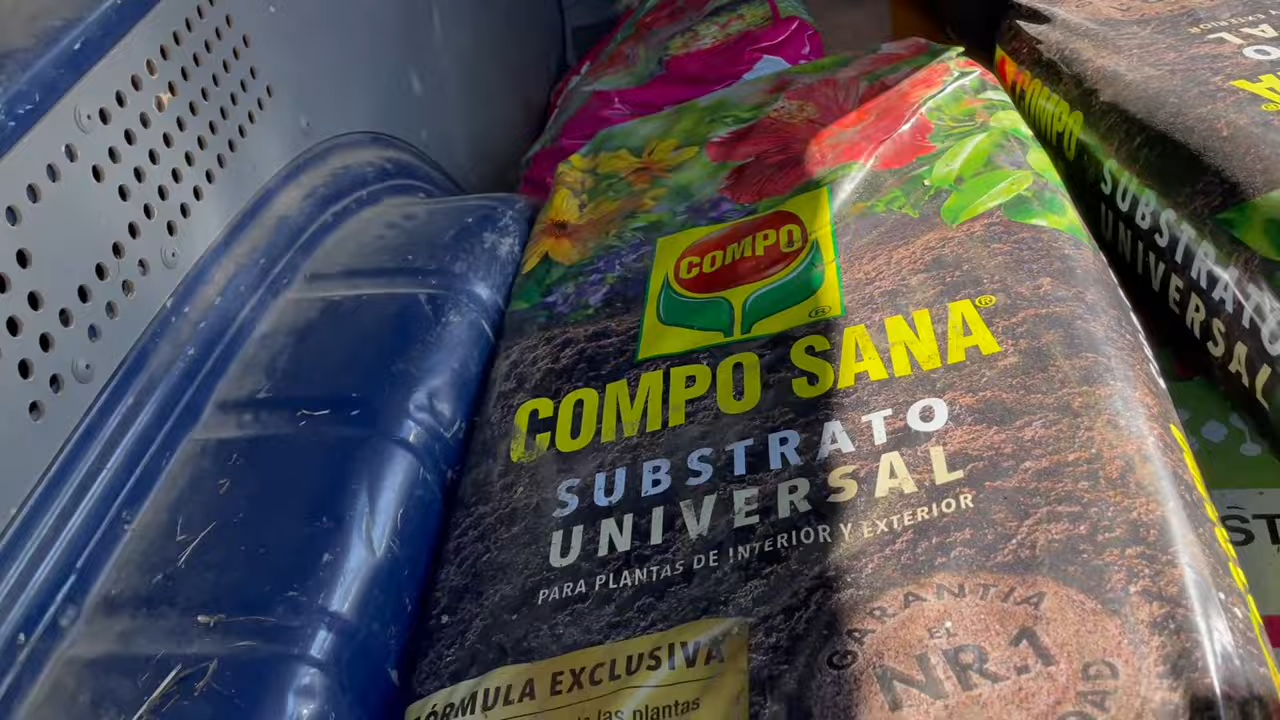 COMPO
®
COMPO SANA®
SUBSTRATO
UNIVERSAL
PARA PLANTAS DE INTERIOR Y EXTERIOR
FÓRMULA EXCLUSIVA
las plantas
GARANTIA
EL
NR.1
COMPO
SUBSTRATO
UNIVERSAL